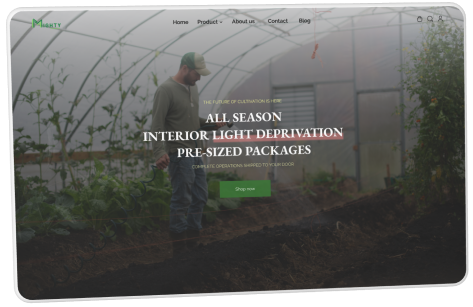 MIGHTY
Home Product About us Contact Blog
THE FUTURE OF CULTIVATION IS HERE
ALL SEASON
INTERIOR LIGHT DEPRIVATION
PRE-SIZED PACKAGES
COMPLETE OPERATIONS SHIPPED TO YOUR DOOR
Shop now